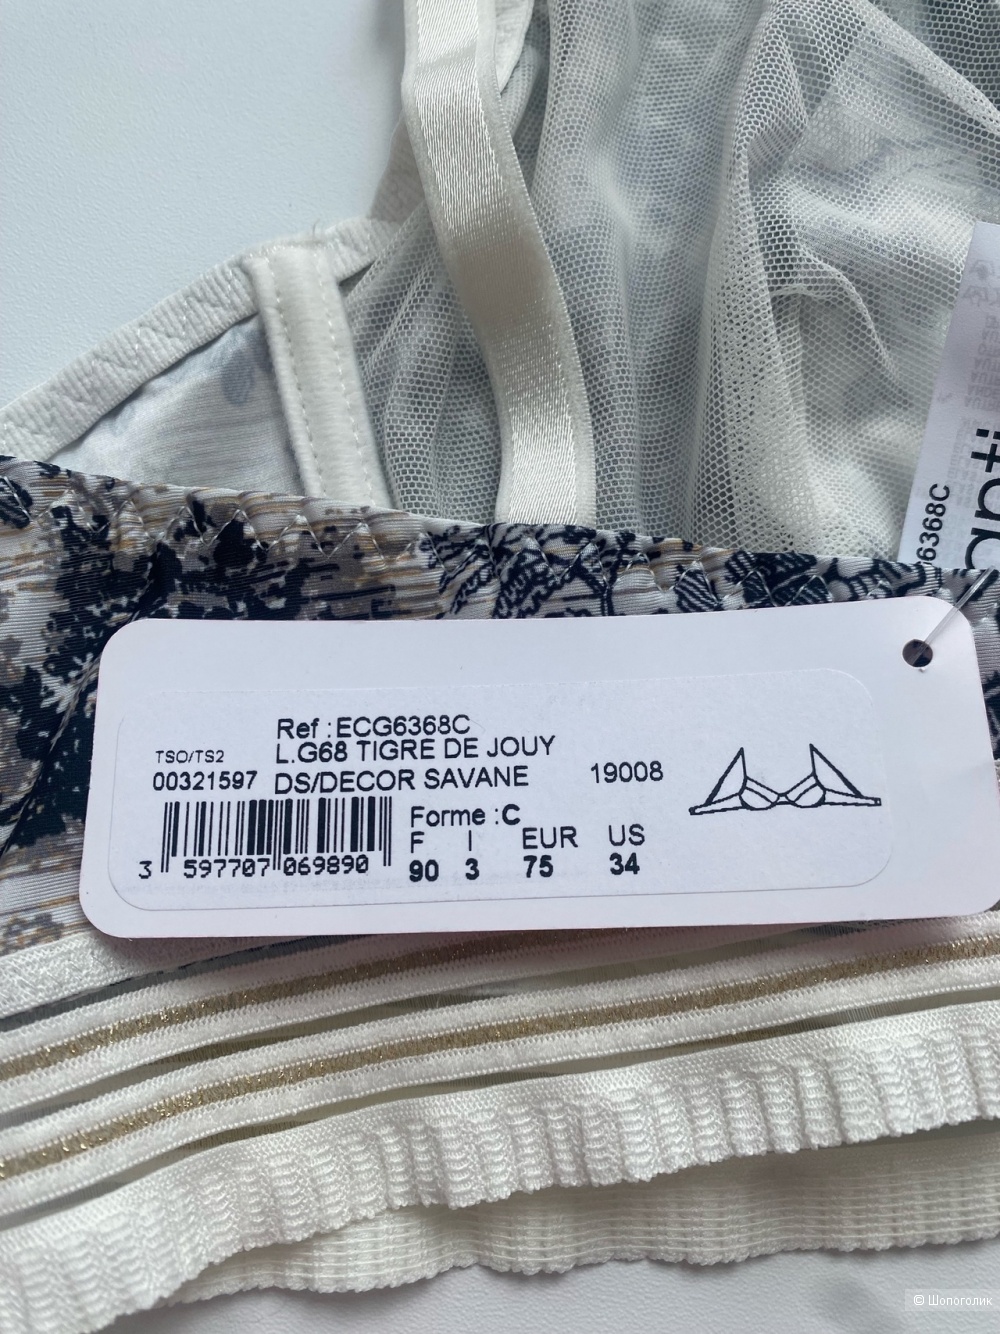 6368C
Ref :ECG6368C
TSO/TS2 L.G68 TIGRE DE JOUY
00321597 DS/DECOR SAVANE 19008
Forme :C
F I EUR US
90 3 75 34
3 597707 069890
© Шопоголик